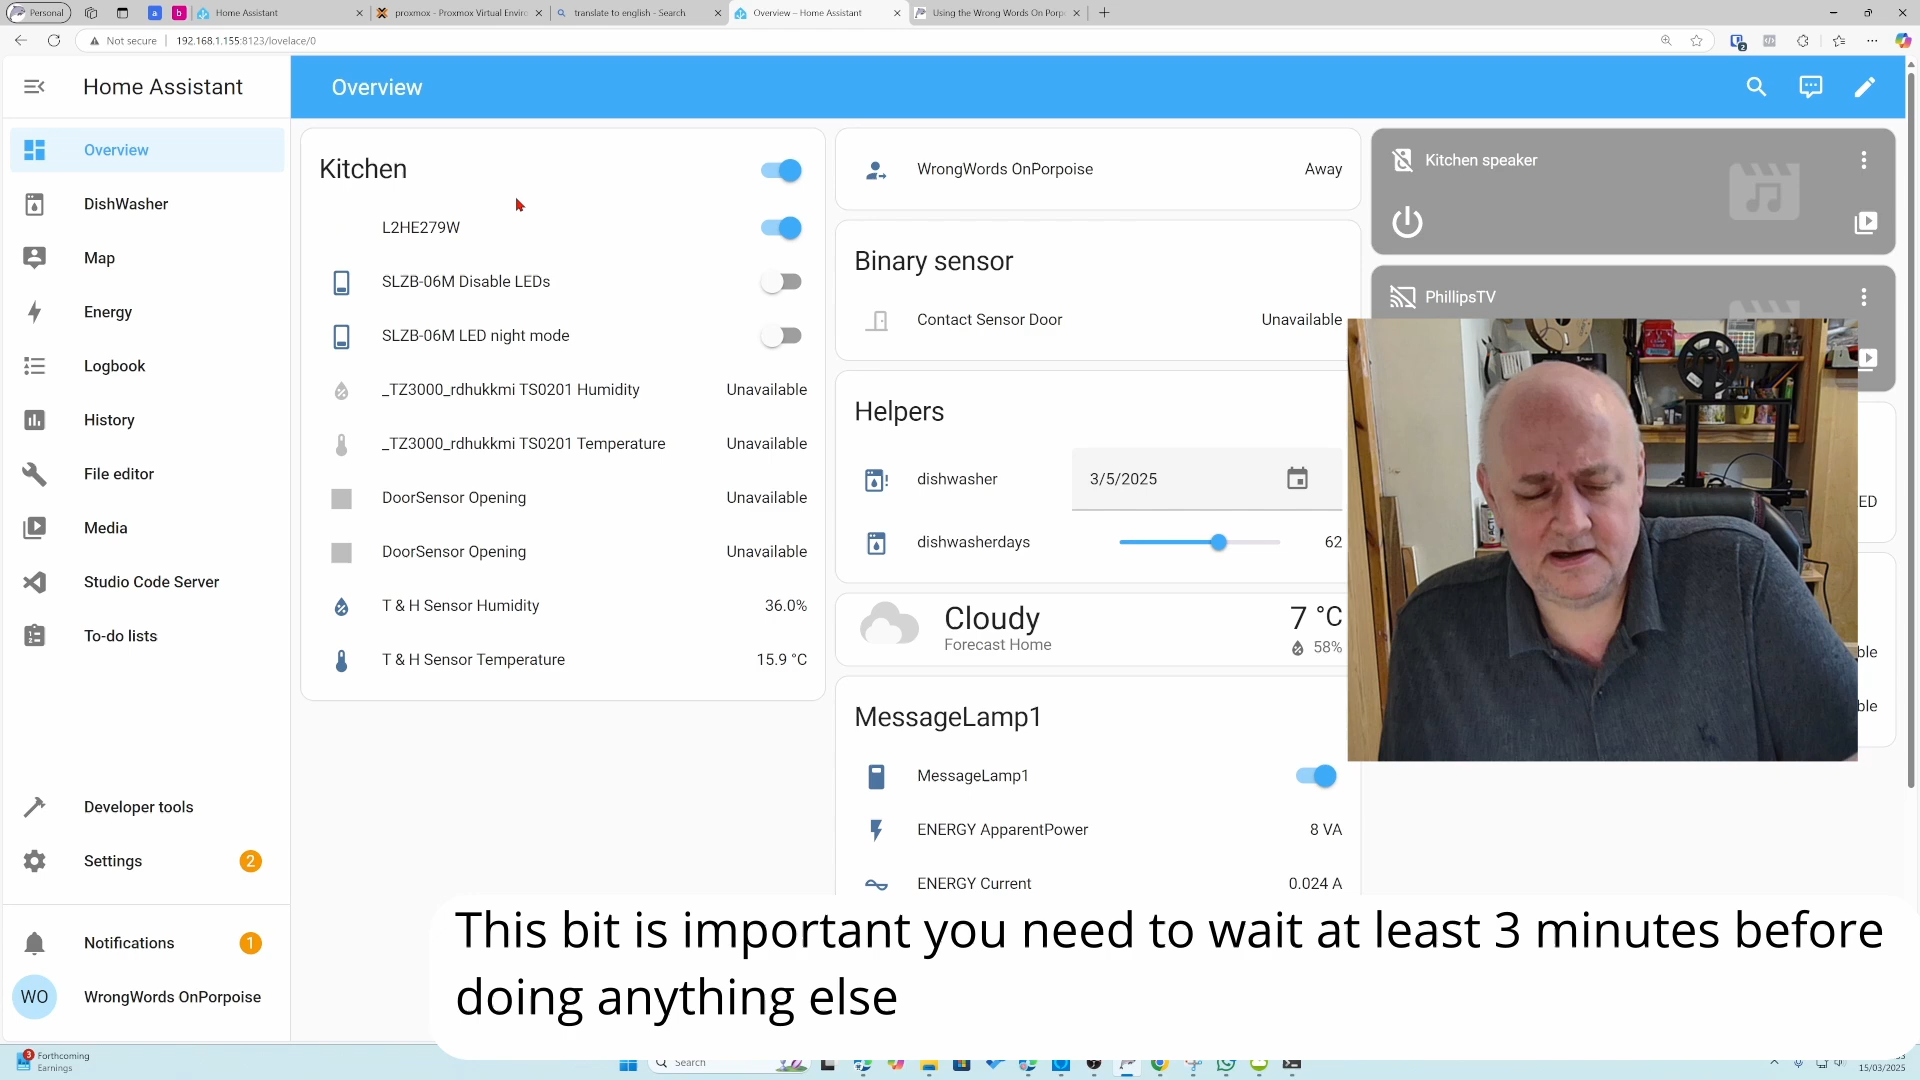 Personal
a
b
Home Assistant
proxmox - Proxmox Virtual Enviro
translate to english - Search
Overview – Home Assistant
Using the Wrong Words On Porp
Not secure
192.168.1.155:8123/lovelace/0
2
Home Assistant
Overview
Overview
DishWasher
Map
Energy
Logbook
History
File editor
Media
Studio Code Server
To-do lists
Developer tools
Settings
2
Notifications
1
WO
WrongWords OnPorpoise
Kitchen
L2HE279W
SLZB-06M Disable LEDs
SLZB-06M LED night mode
_TZ3000_rdhukkmi TS0201 Humidity Unavailable
_TZ3000_rdhukkmi TS0201 Temperature Unavailable
DoorSensor Opening Unavailable
DoorSensor Opening Unavailable
T & H Sensor Humidity 36.0%
T & H Sensor Temperature 15.9 °C
WrongWords OnPorpoise Away
Binary sensor
Contact Sensor Door Unavailable
Helpers
dishwasher 3/5/2025
dishwasherdays 62
Cloudy 7 °C
Forecast Home 58%
MessageLamp1
MessageLamp1
ENERGY ApparentPower 8 VA
ENERGY Current 0.024 A
Kitchen speaker
PhillipsTV
ED
ble
ble
This bit is important you need to wait at least 3 minutes before
doing anything else
3
Forthcoming
Earnings
Search
15/03/2025